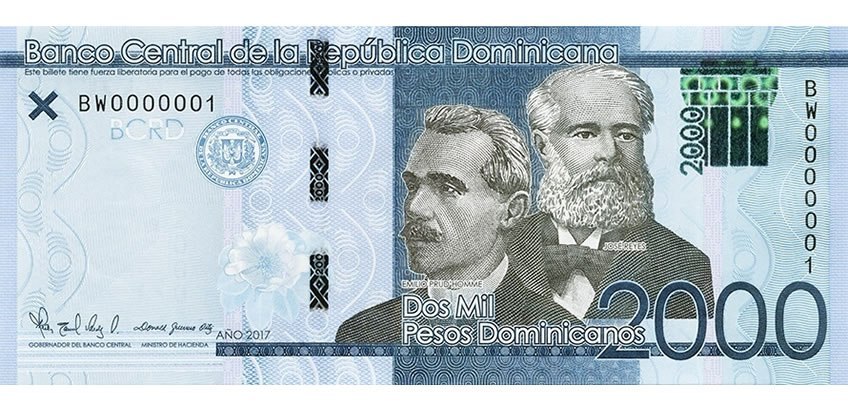 Banco Central de la República Dominicana
Este billete tiene fuerza liberatoria para el pago de todas las obligaciones públicas o privadas
BW0000001
BCRD
2000
BW0000001
JOSÉ REYES
EMILIO PRUD'HOMME
Dos Mil
Pesos Dominicanos
2000
AÑO 2017
GOBERNADOR DEL BANCO CENTRAL
MINISTRO DE HACIENDA